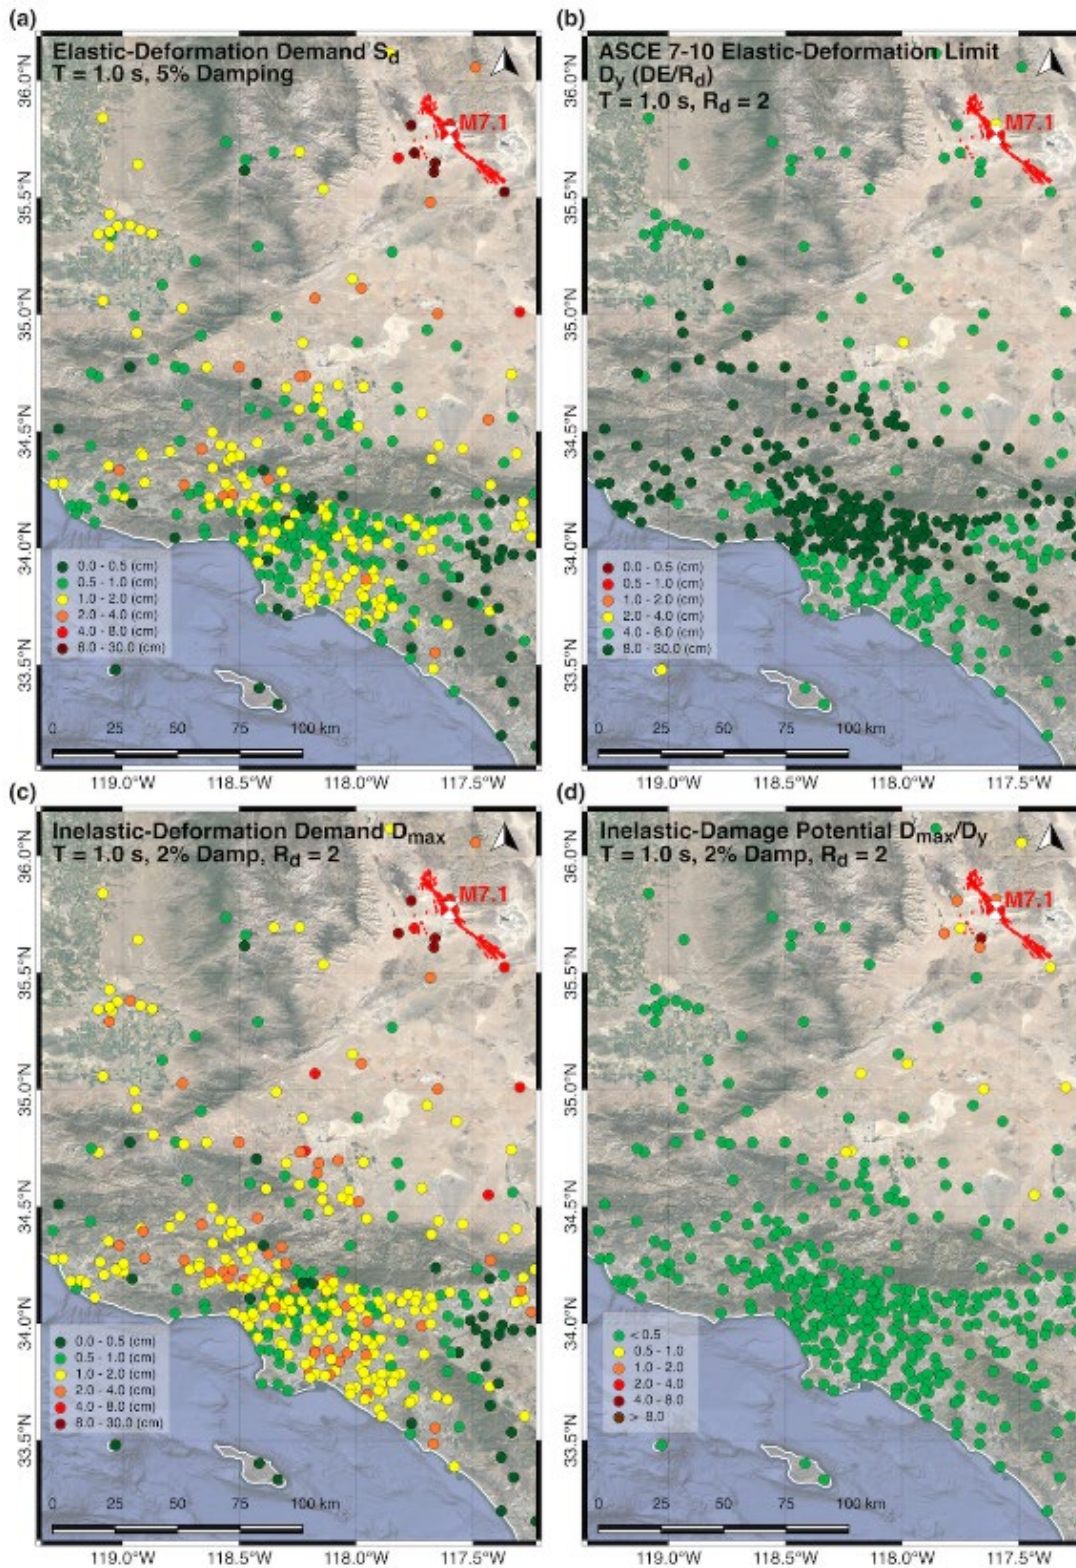 (a)
Elastic-Deformation Demand Sd
T = 1.0 s, 5% Damping
M7.1
36.0°N
35.5°N
35.0°N
34.5°N
34.0°N
33.5°N
0.0 - 0.5 (cm)
0.5 - 1.0 (cm)
1.0 - 2.0 (cm)
2.0 - 4.0 (cm)
4.0 - 8.0 (cm)
8.0 - 30.0 (cm)
0 25 50 75 100 km
119.0°W 118.5°W 118.0°W 117.5°W
(b)
ASCE 7-10 Elastic-Deformation Limit
Dy (DE/Rd)
T = 1.0 s, Rd = 2
M7.1
36.0°N
35.5°N
35.0°N
34.5°N
34.0°N
33.5°N
0.0 - 0.5 (cm)
0.5 - 1.0 (cm)
1.0 - 2.0 (cm)
2.0 - 4.0 (cm)
4.0 - 8.0 (cm)
8.0 - 30.0 (cm)
0 25 50 75 100 km
119.0°W 118.5°W 118.0°W 117.5°W
(c)
Inelastic-Deformation Demand Dmax
T = 1.0 s, 2% Damp, Rd = 2
M7.1
36.0°N
35.5°N
35.0°N
34.5°N
34.0°N
33.5°N
0.0 - 0.5 (cm)
0.5 - 1.0 (cm)
1.0 - 2.0 (cm)
2.0 - 4.0 (cm)
4.0 - 8.0 (cm)
8.0 - 30.0 (cm)
0 25 50 75 100 km
119.0°W 118.5°W 118.0°W 117.5°W
(d)
Inelastic-Damage Potential Dmax/Dy
T = 1.0 s, 2% Damp, Rd = 2
M7.1
36.0°N
35.5°N
35.0°N
34.5°N
34.0°N
33.5°N
< 0.5
0.5 - 1.0
1.0 - 2.0
2.0 - 4.0
4.0 - 8.0
> 8.0
0 25 50 75 100 km
119.0°W 118.5°W 118.0°W 117.5°W